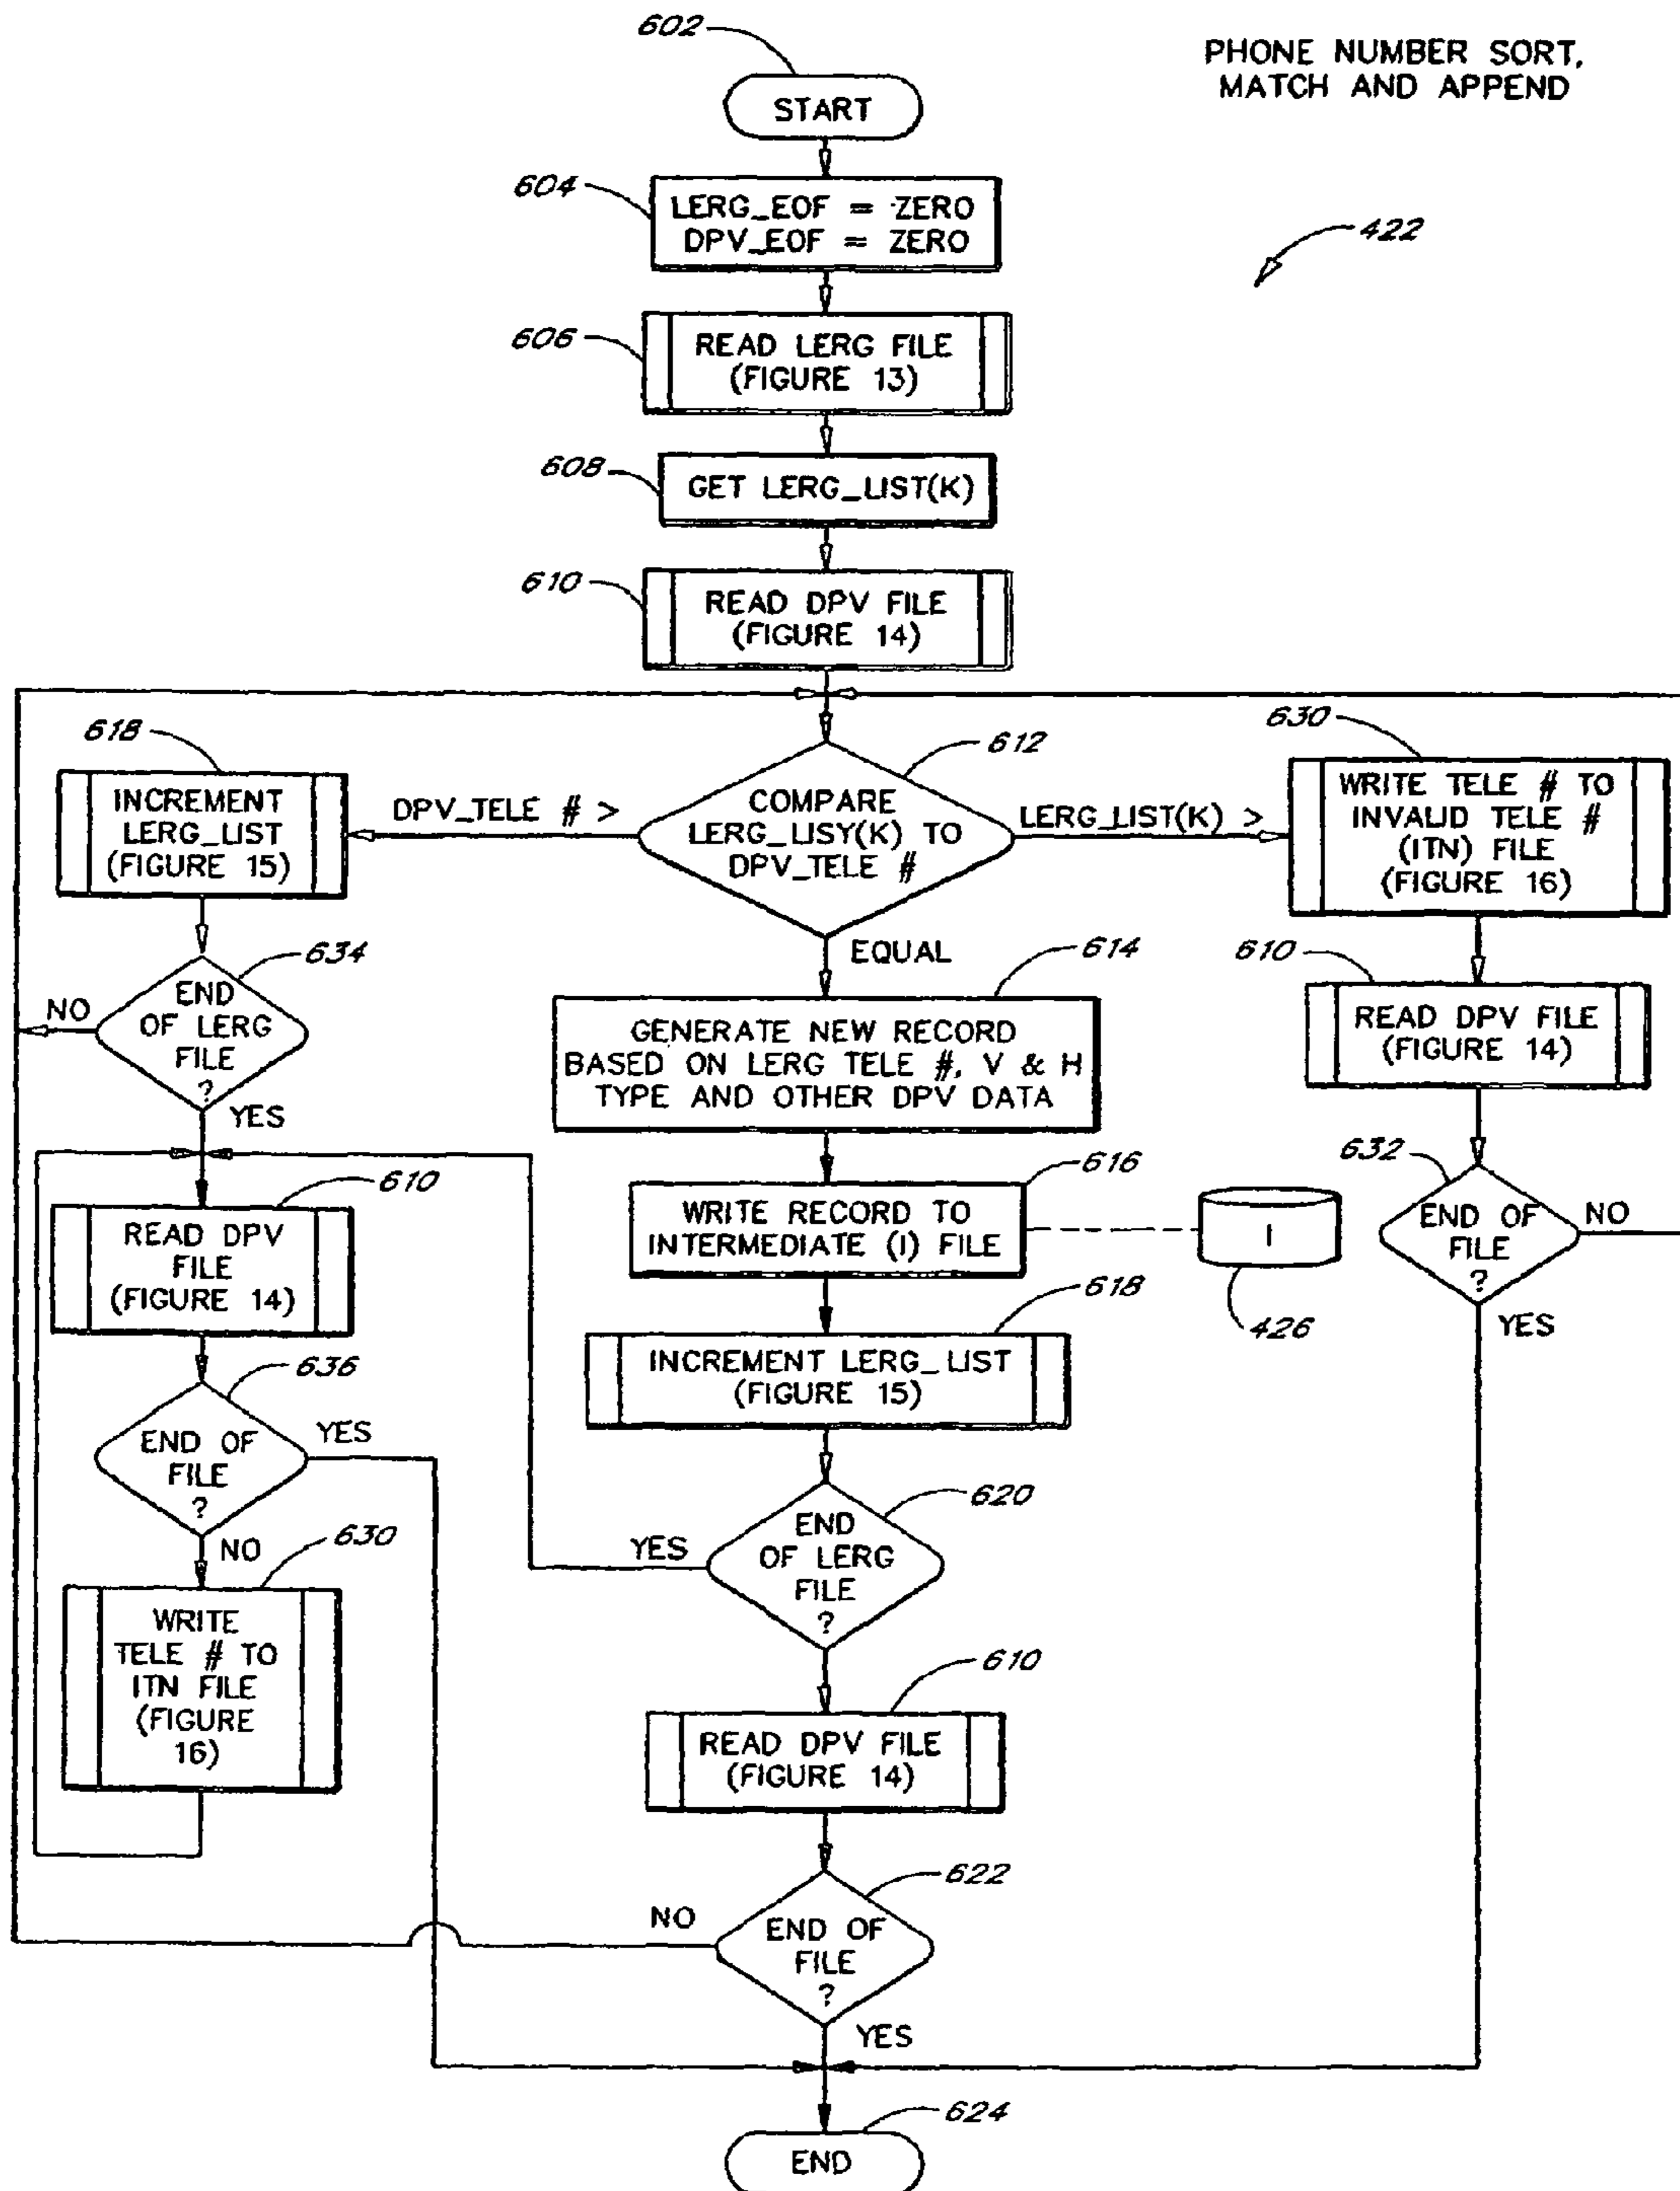 602
PHONE NUMBER SORT,
MATCH AND APPEND
START
604
LERG_EOF = ZERO
DPV_EOF = ZERO
422
606
READ LERG FILE
(FIGURE 13)
608
GET LERG_LIST(K)
610
READ DPV FILE
(FIGURE 14)
618
INCREMENT
LERG_LIST
(FIGURE 15)
DPV_TELE # >
612
COMPARE
LERG_LISY(K) TO
DPV_TELE #
LERG_LIST(K) >
630
WRITE TELE # TO
INVALID TELE #
(ITN) FILE
(FIGURE 16)
EQUAL
634
END
OF LERG
FILE
?
NO
YES
614
GENERATE NEW RECORD
BASED ON LERG TELE #, V & H
TYPE AND OTHER DPV DATA
610
READ DPV FILE
(FIGURE 14)
610
READ DPV
FILE
(FIGURE 14)
616
WRITE RECORD TO
INTERMEDIATE (I) FILE
I
426
632
END OF
FILE
?
NO
YES
618
INCREMENT LERG_LIST
(FIGURE 15)
636
END OF
FILE
?
YES
NO
620
END
OF LERG
FILE
?
YES
630
WRITE
TELE # TO
ITN FILE
(FIGURE
16)
610
READ DPV FILE
(FIGURE 14)
622
END OF
FILE
?
NO
YES
624
END